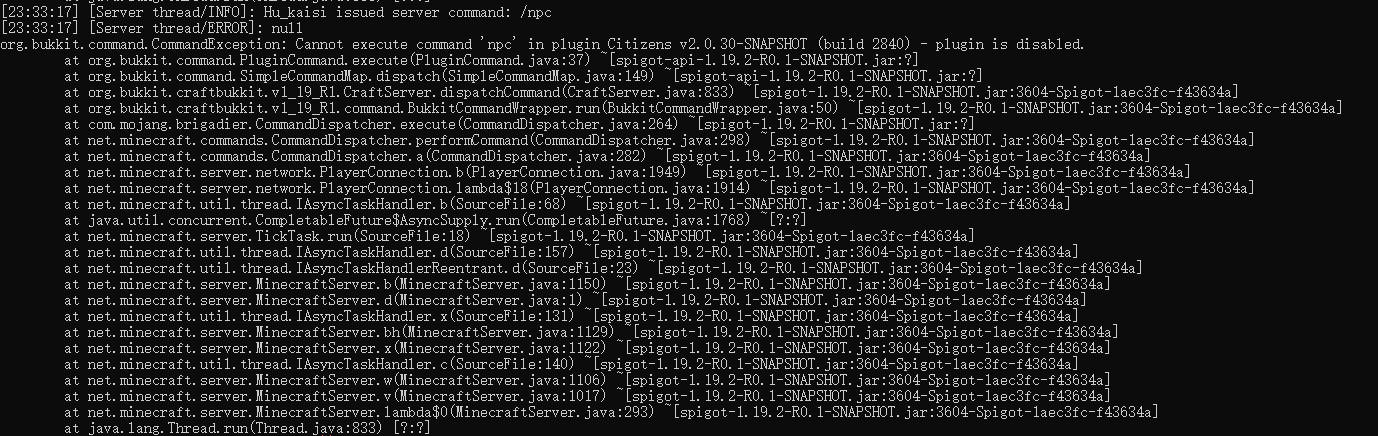 [23:33:17] [Server thread/INFO]: Hu_kaisi issued server command: /npc
[23:33:17] [Server thread/ERROR]: null
org.bukkit.command.CommandException: Cannot execute command 'npc' in plugin Citizens v2.0.30-SNAPSHOT (build 2840) - plugin is disabled.
at org.bukkit.command.PluginCommand.execute(PluginCommand.java:37) ~[spigot-api-1.19.2-R0.1-SNAPSHOT.jar:?]
at org.bukkit.command.SimpleCommandMap.dispatch(SimpleCommandMap.java:149) ~[spigot-api-1.19.2-R0.1-SNAPSHOT.jar:?]
at org.bukkit.craftbukkit.v1_19_R1.CraftServer.dispatchCommand(CraftServer.java:833) ~[spigot-1.19.2-R0.1-SNAPSHOT.jar:3604-Spigot-1aec3fc-f43634a]
at org.bukkit.craftbukkit.v1_19_R1.command.BukkitCommandWrapper.run(BukkitCommandWrapper.java:50) ~[spigot-1.19.2-R0.1-SNAPSHOT.jar:3604-Spigot-1aec3fc-f43634a]
at com.mojang.brigadier.CommandDispatcher.execute(CommandDispatcher.java:264) ~[spigot-1.19.2-R0.1-SNAPSHOT.jar:?]
at net.minecraft.commands.CommandDispatcher.performCommand(CommandDispatcher.java:298) ~[spigot-1.19.2-R0.1-SNAPSHOT.jar:3604-Spigot-1aec3fc-f43634a]
at net.minecraft.commands.CommandDispatcher.a(CommandDispatcher.java:282) ~[spigot-1.19.2-R0.1-SNAPSHOT.jar:3604-Spigot-1aec3fc-f43634a]
at net.minecraft.server.network.PlayerConnection.b(PlayerConnection.java:1949) ~[spigot-1.19.2-R0.1-SNAPSHOT.jar:3604-Spigot-1aec3fc-f43634a]
at net.minecraft.server.network.PlayerConnection.lambda$18(PlayerConnection.java:1914) ~[spigot-1.19.2-R0.1-SNAPSHOT.jar:3604-Spigot-1aec3fc-f43634a]
at net.minecraft.util.thread.IAsyncTaskHandler.b(SourceFile:68) ~[spigot-1.19.2-R0.1-SNAPSHOT.jar:3604-Spigot-1aec3fc-f43634a]
at java.util.concurrent.CompletableFuture$AsyncSupply.run(CompletableFuture.java:1768) ~[?:?]
at net.minecraft.server.TickTask.run(SourceFile:18) ~[spigot-1.19.2-R0.1-SNAPSHOT.jar:3604-Spigot-1aec3fc-f43634a]
at net.minecraft.util.thread.IAsyncTaskHandler.d(SourceFile:157) ~[spigot-1.19.2-R0.1-SNAPSHOT.jar:3604-Spigot-1aec3fc-f43634a]
at net.minecraft.util.thread.IAsyncTaskHandlerReentrant.d(SourceFile:23) ~[spigot-1.19.2-R0.1-SNAPSHOT.jar:3604-Spigot-1aec3fc-f43634a]
at net.minecraft.server.MinecraftServer.b(MinecraftServer.java:1150) ~[spigot-1.19.2-R0.1-SNAPSHOT.jar:3604-Spigot-1aec3fc-f43634a]
at net.minecraft.server.MinecraftServer.d(MinecraftServer.java:1) ~[spigot-1.19.2-R0.1-SNAPSHOT.jar:3604-Spigot-1aec3fc-f43634a]
at net.minecraft.util.thread.IAsyncTaskHandler.x(SourceFile:131) ~[spigot-1.19.2-R0.1-SNAPSHOT.jar:3604-Spigot-1aec3fc-f43634a]
at net.minecraft.server.MinecraftServer.bh(MinecraftServer.java:1129) ~[spigot-1.19.2-R0.1-SNAPSHOT.jar:3604-Spigot-1aec3fc-f43634a]
at net.minecraft.server.MinecraftServer.x(MinecraftServer.java:1122) ~[spigot-1.19.2-R0.1-SNAPSHOT.jar:3604-Spigot-1aec3fc-f43634a]
at net.minecraft.util.thread.IAsyncTaskHandler.c(SourceFile:140) ~[spigot-1.19.2-R0.1-SNAPSHOT.jar:3604-Spigot-1aec3fc-f43634a]
at net.minecraft.server.MinecraftServer.w(MinecraftServer.java:1106) ~[spigot-1.19.2-R0.1-SNAPSHOT.jar:3604-Spigot-1aec3fc-f43634a]
at net.minecraft.server.MinecraftServer.v(MinecraftServer.java:1017) ~[spigot-1.19.2-R0.1-SNAPSHOT.jar:3604-Spigot-1aec3fc-f43634a]
at net.minecraft.server.MinecraftServer.lambda$0(MinecraftServer.java:293) ~[spigot-1.19.2-R0.1-SNAPSHOT.jar:3604-Spigot-1aec3fc-f43634a]
at java.lang.Thread.run(Thread.java:833) [?:?]